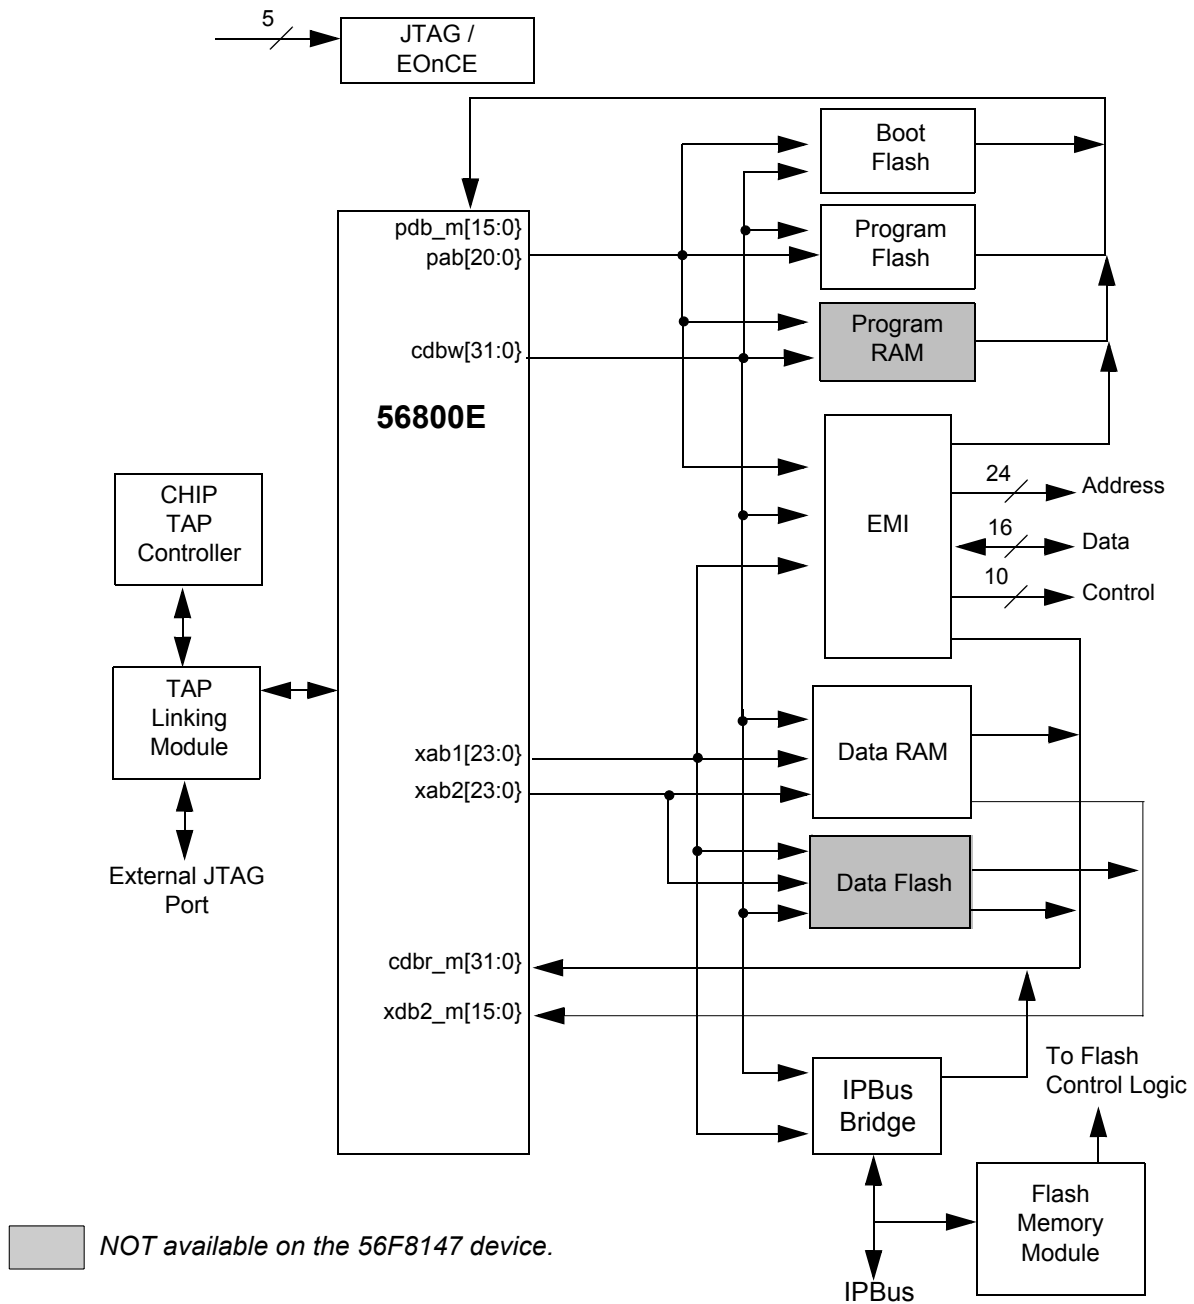 5
JTAG /
EOnCE
Boot
Flash
pdb_m[15:0}
pab[20:0}
Program
Flash
cdbw[31:0}
Program
RAM
56800E
CHIP
TAP
Controller
EMI
24
Address
16
Data
10
Control
TAP
Linking
Module
xab1[23:0}
xab2[23:0}
Data RAM
External JTAG
Port
Data Flash
cdbr_m[31:0}
xdb2_m[15:0}
To Flash
Control Logic
IPBus
Bridge
Flash
Memory
Module
NOT available on the 56F8147 device.
IPBus